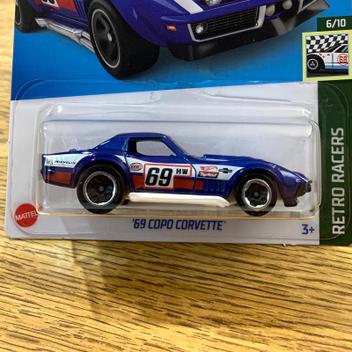 6/10
RETRO RACERS
69 HW
MATTEL
'69 COPO CORVETTE
3+